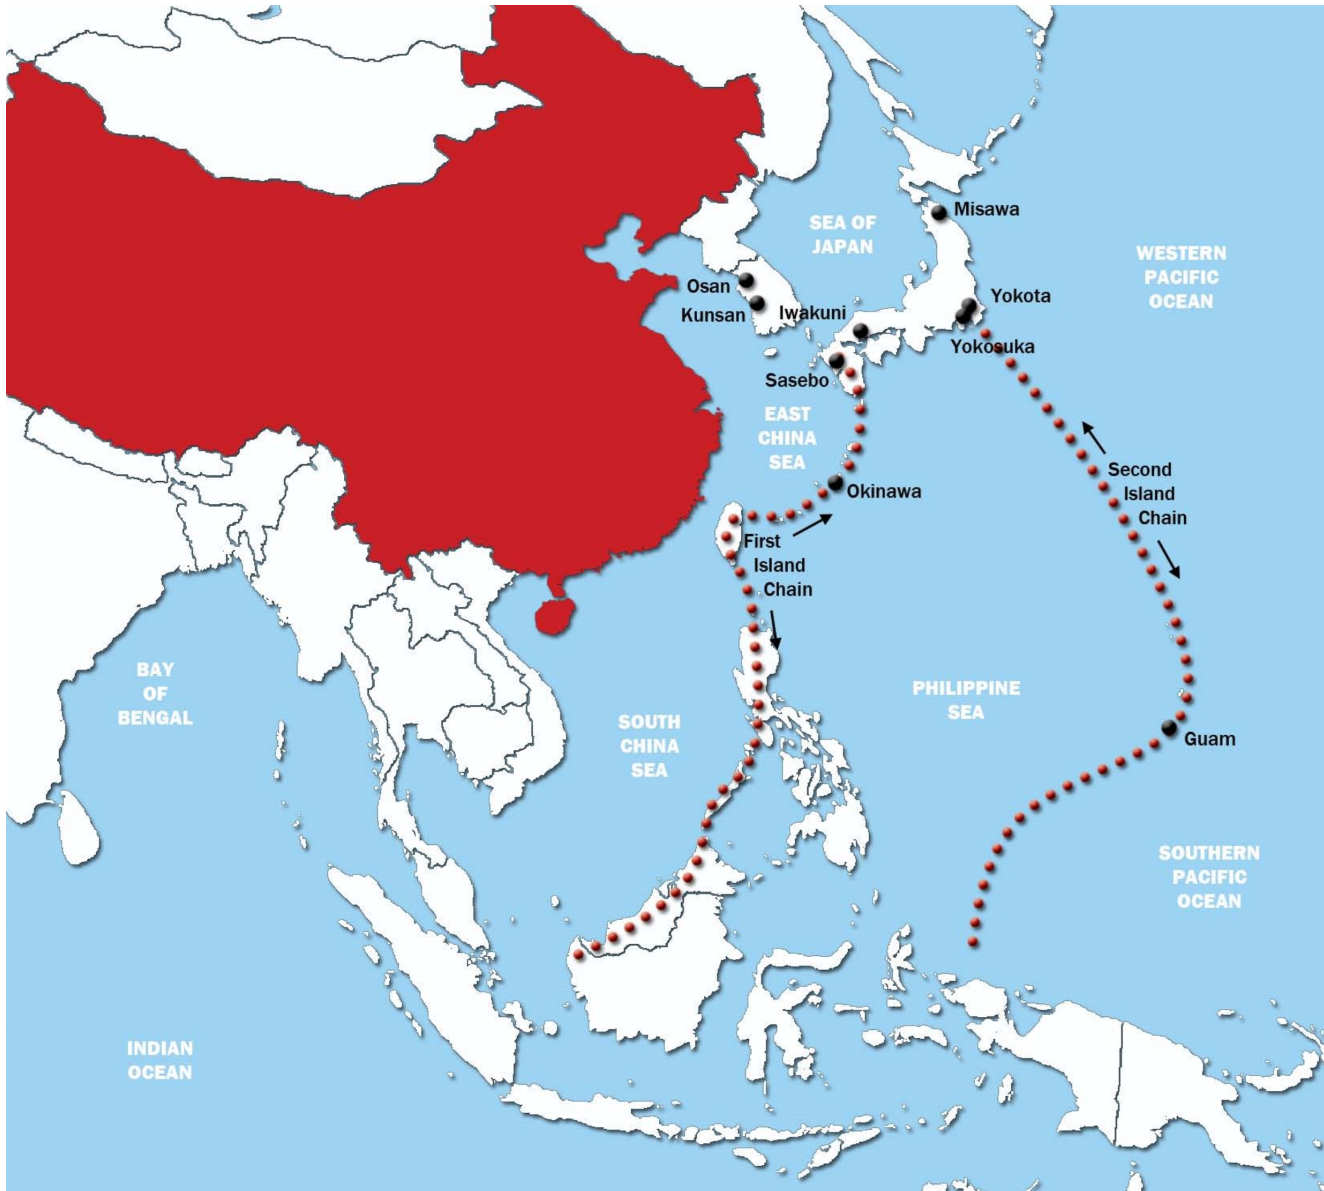 Misawa
SEA OF
JAPAN
WESTERN
PACIFIC
OCEAN
Osan
Kunsan
Iwakuni
Yokota
Yokosuka
Sasebo
EAST
CHINA
SEA
Second
Island
Chain
Okinawa
First
Island
Chain
BAY
OF
BENGAL
SOUTH
CHINA
SEA
PHILIPPINE
SEA
Guam
SOUTHERN
PACIFIC
OCEAN
INDIAN
OCEAN